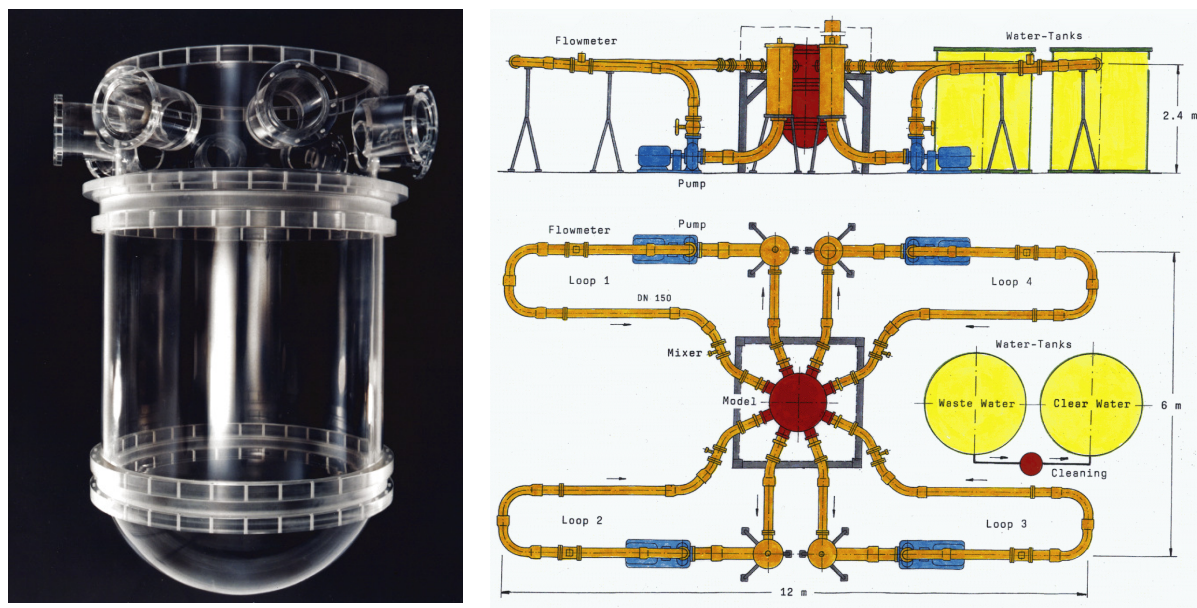 Flowmeter
Water-Tanks
2.4 m
Pump
Flowmeter
Pump
Loop 1
Loop 4
DN 150
Mixer
Water-Tanks
Model
Waste Water
Clear Water
6 m
Cleaning
Loop 2
Loop 3
12 m